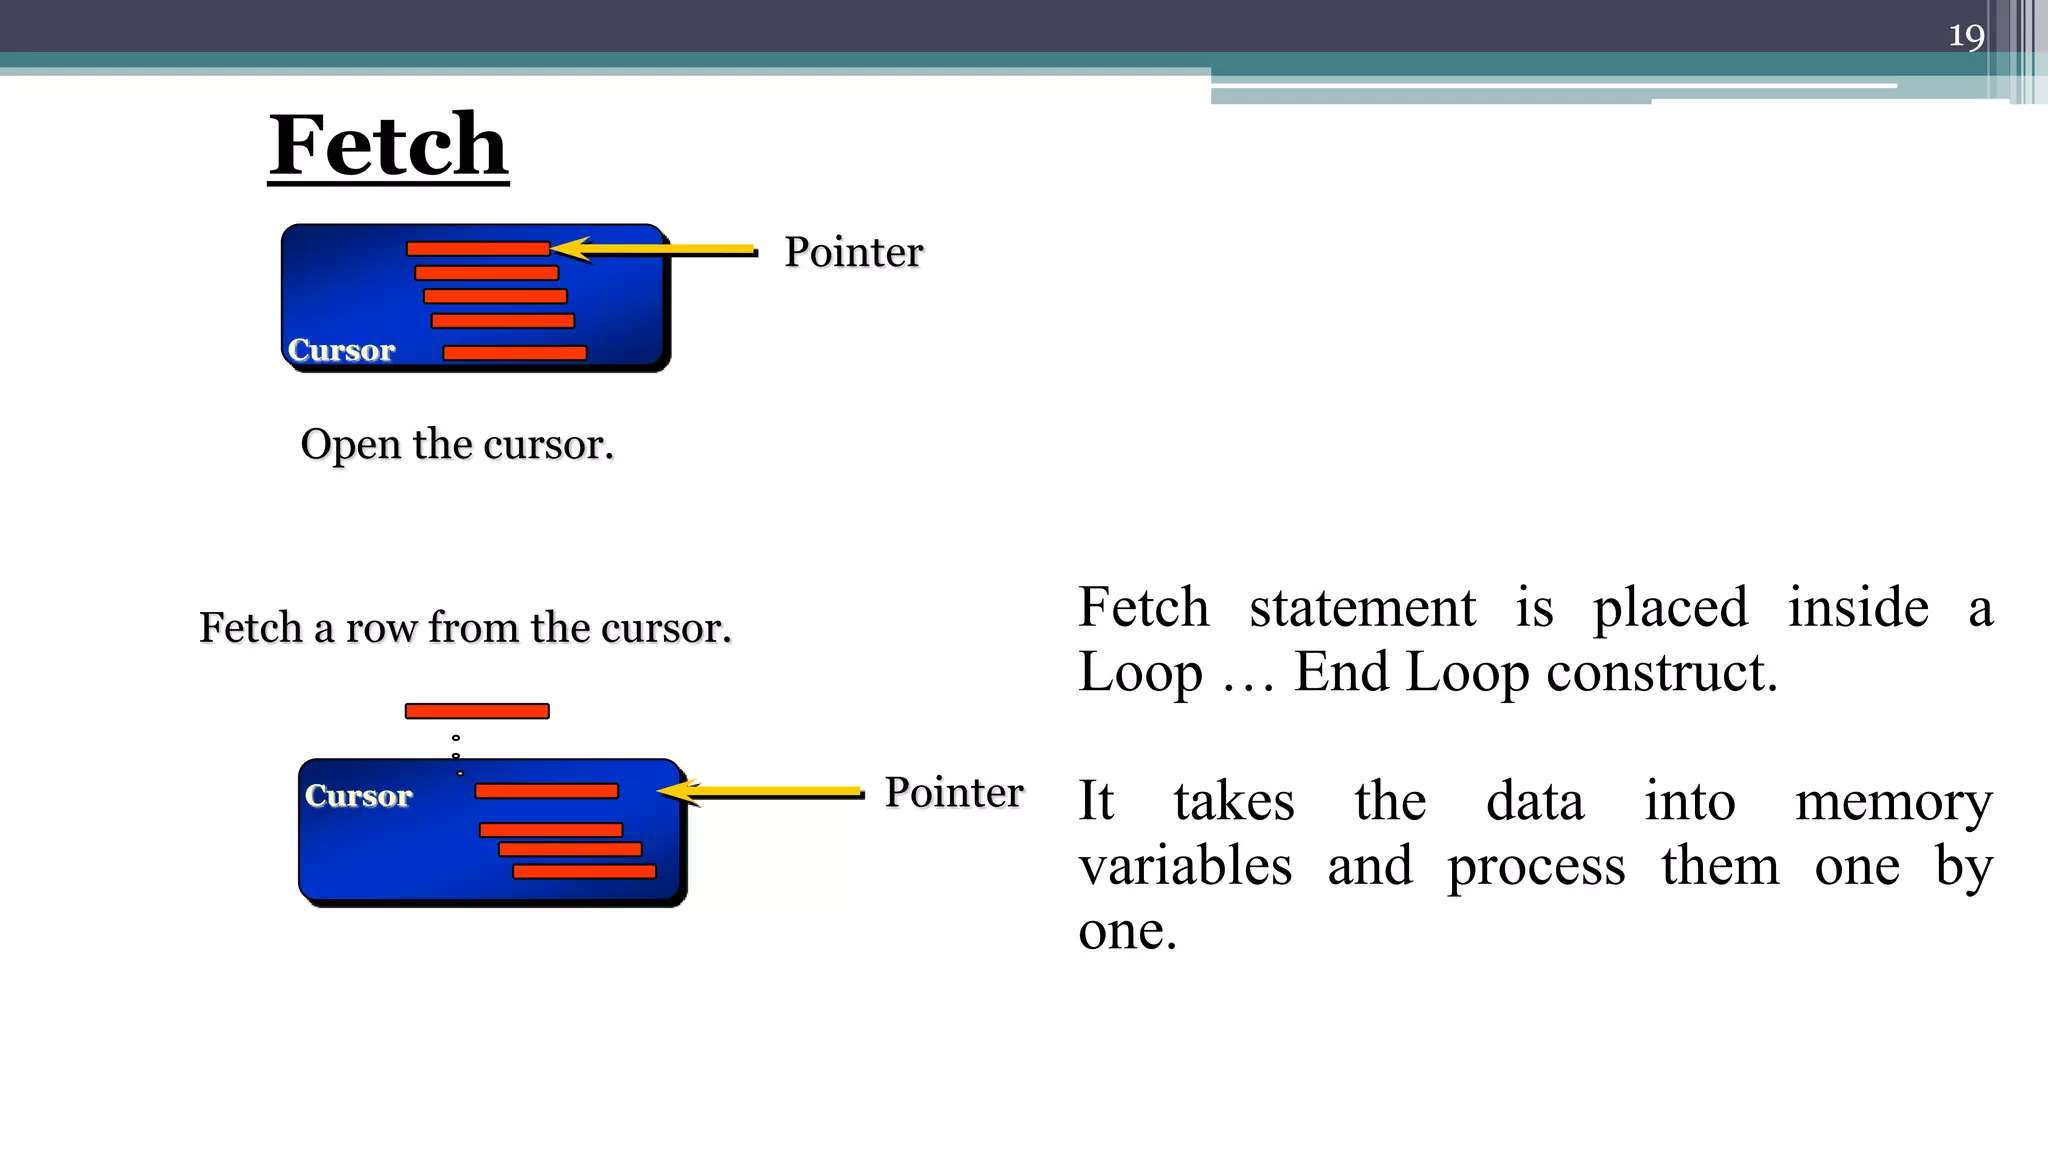 19
Fetch
Pointer
Cursor
Open the cursor.
Fetch a row from the cursor.
Cursor
Pointer
Fetch statement is placed inside a
Loop … End Loop construct.
It takes the data into memory
variables and process them one by
one.